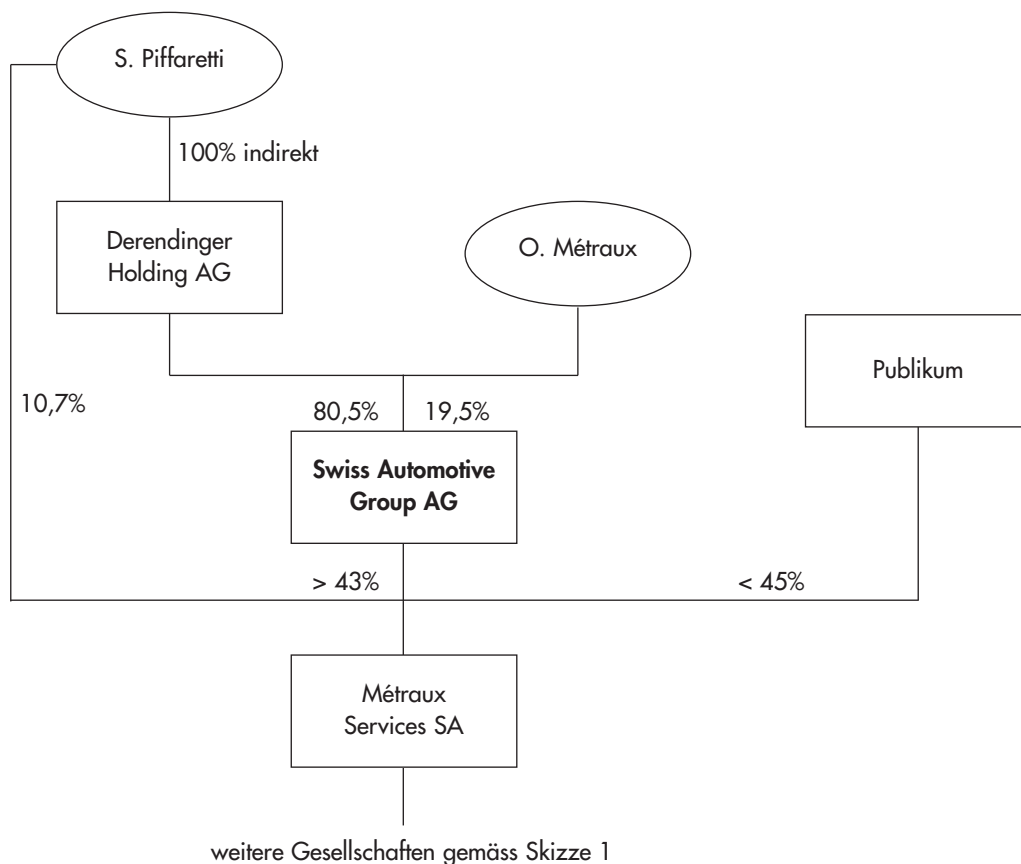 S. Piffaretti
100% indirekt
Derendinger
Holding AG
O. Métraux
Publikum
10,7%
80,5%
19,5%
Swiss Automotive
Group AG
> 43%
< 45%
Métraux
Services SA
weitere Gesellschaften gemäss Skizze 1